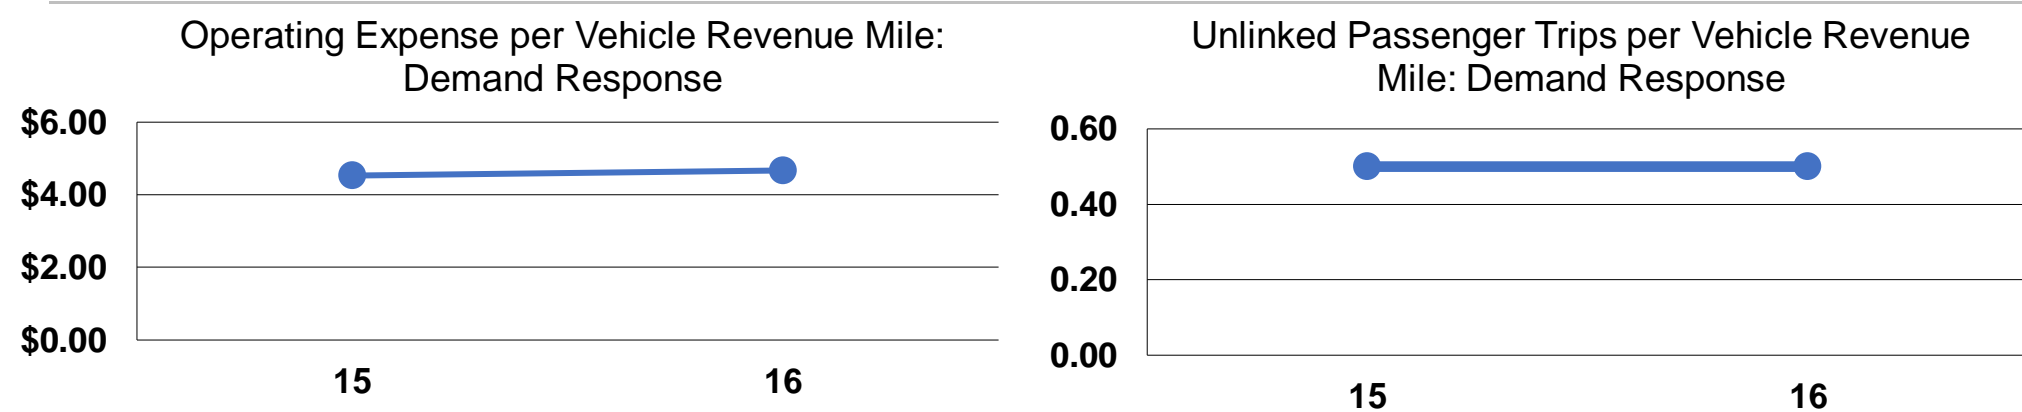 Operating Expense per Vehicle Revenue Mile:
Demand Response
$6.00
$4.00
$2.00
$0.00
15 16
Unlinked Passenger Trips per Vehicle Revenue
Mile: Demand Response
0.60
0.40
0.20
0.00
15 16